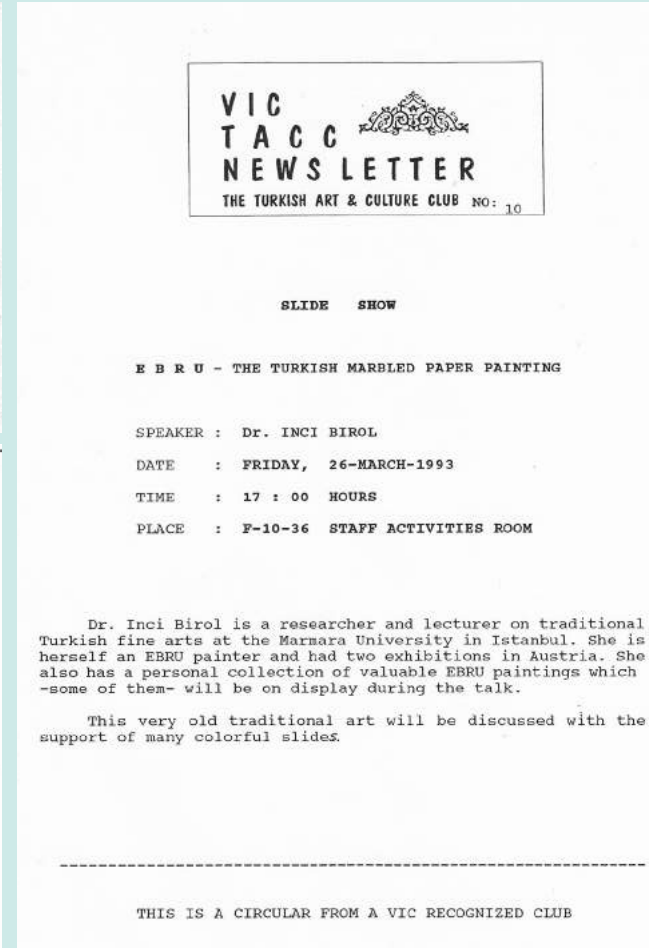 VIC
TACC
NEWSLETTER
THE TURKISH ART & CULTURE CLUB NO: 10
SLIDE SHOW
E B R U - THE TURKISH MARBLED PAPER PAINTING
SPEAKER : Dr. INCI BIROL
DATE : FRIDAY, 26-MARCH-1993
TIME : 17 : 00 HOURS
PLACE : F-10-36 STAFF ACTIVITIES ROOM
Dr. Inci Birol is a researcher and lecturer on traditional
Turkish fine arts at the Marmara University in Istanbul. She is
herself an EBRU painter and had two exhibitions in Austria. She
also has a personal collection of valuable EBRU paintings which
-some of them- will be on display during the talk.
This very old traditional art will be discussed with the
support of many colorful slides.
THIS IS A CIRCULAR FROM A VIC RECOGNIZED CLUB